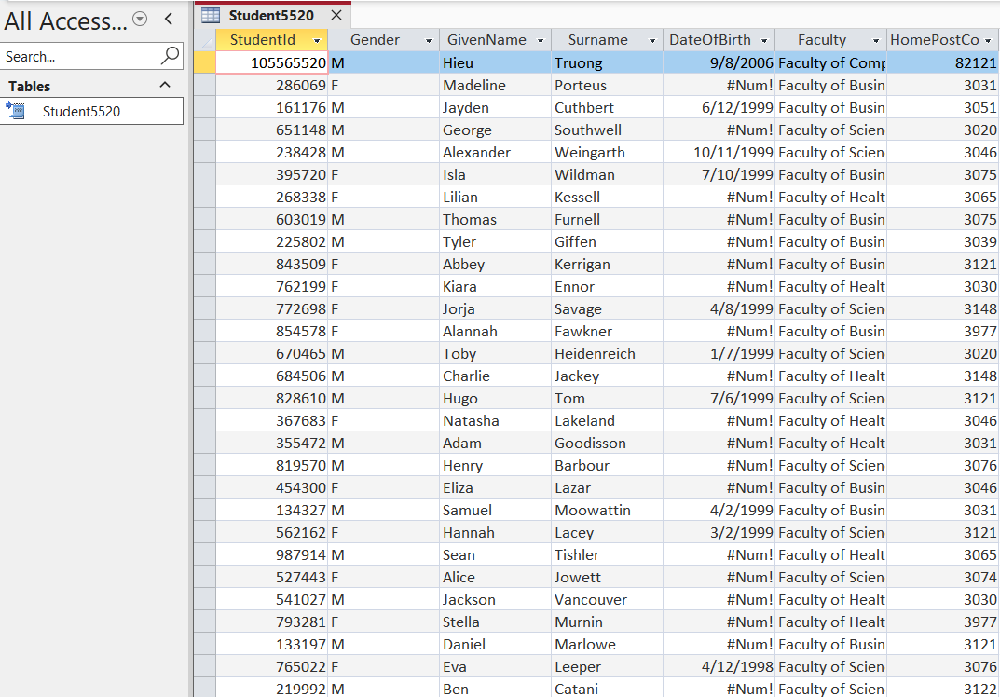 All Access...
Search...
Tables
Student5520
Student5520
StudentId Gender GivenName Surname DateOfBirth Faculty HomePostCo
105565520 M Hieu Truong 9/8/2006 Faculty of Comp 82121
286069 F Madeline Porteus #Num! Faculty of Busin 3031
161176 M Jayden Cuthbert 6/12/1999 Faculty of Busin 3051
651148 M George Southwell #Num! Faculty of Scien 3020
238428 M Alexander Weingarth 10/11/1999 Faculty of Scien 3046
395720 F Isla Wildman 7/10/1999 Faculty of Busin 3075
268338 F Lilian Kessell #Num! Faculty of Healt 3065
603019 M Thomas Furnell #Num! Faculty of Busin 3075
225802 M Tyler Giffen #Num! Faculty of Busin 3039
843509 F Abbey Kerrigan #Num! Faculty of Busin 3121
762199 F Kiara Ennor #Num! Faculty of Healt 3030
772698 F Jorja Savage 4/8/1999 Faculty of Scien 3148
854578 F Alannah Fawkner #Num! Faculty of Busin 3977
670465 M Toby Heidenreich 1/7/1999 Faculty of Scien 3020
684506 M Charlie Jackey #Num! Faculty of Healt 3148
828610 M Hugo Tom 7/6/1999 Faculty of Scien 3121
367683 F Natasha Lakeland #Num! Faculty of Healt 3046
355472 M Adam Goodisson #Num! Faculty of Healt 3031
819570 M Henry Barbour #Num! Faculty of Scien 3076
454300 F Eliza Lazar #Num! Faculty of Busin 3046
134327 M Samuel Moowattin 4/2/1999 Faculty of Busin 3031
562162 F Hannah Lacey 3/2/1999 Faculty of Scien 3121
987914 M Sean Tishler #Num! Faculty of Healt 3065
527443 F Alice Jowett #Num! Faculty of Scien 3074
541027 M Jackson Vancouver #Num! Faculty of Healt 3030
793281 F Stella Murnin #Num! Faculty of Healt 3977
133197 M Daniel Marlowe #Num! Faculty of Busin 3121
765022 F Eva Leeper 4/12/1998 Faculty of Scien 3076
219992 M Ben Catani #Num! Faculty of Scien 3122